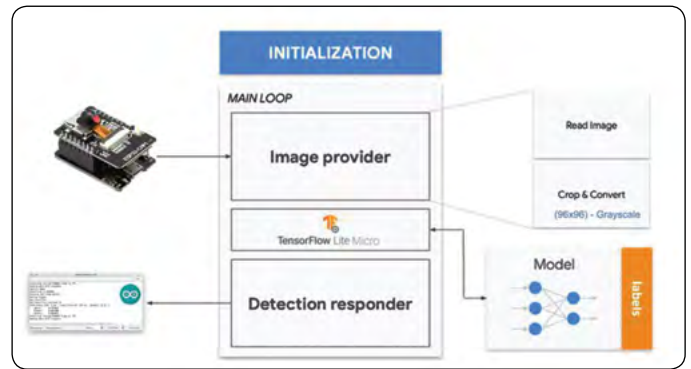 INITIALIZATION
MAIN LOOP
Image provider
Read Image
Crop & Convert
(96x96) - Grayscale
TensorFlow Lite Micro
Model
labels
Detection responder